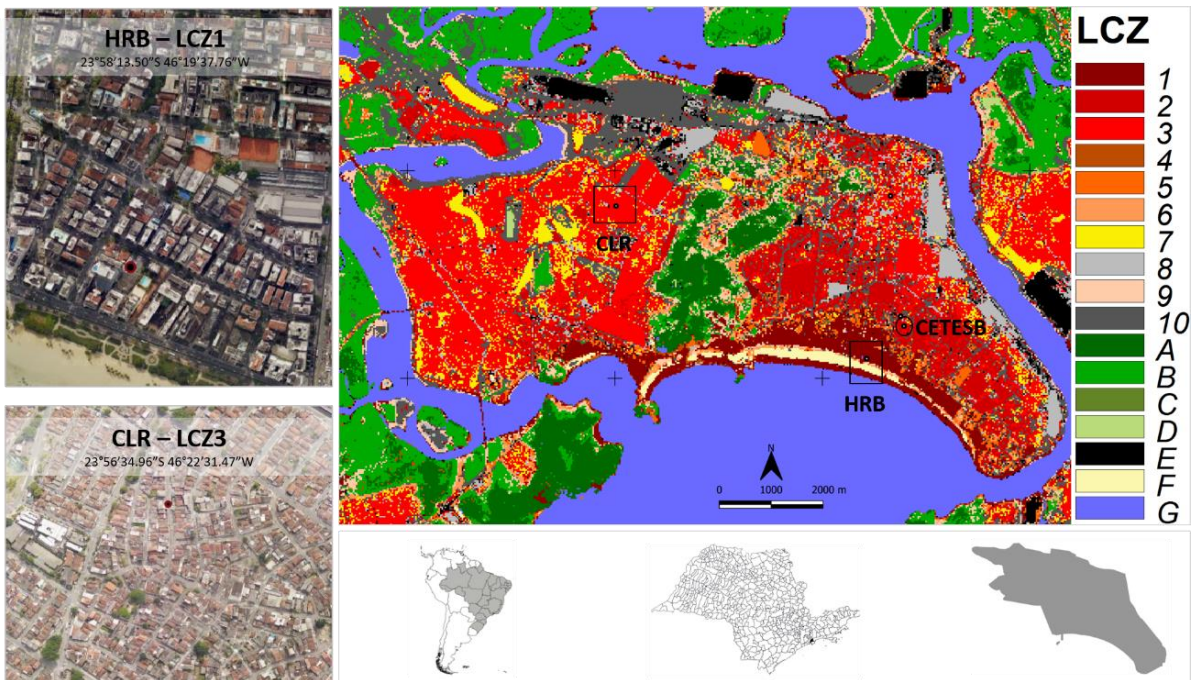 HRB – LCZ1
23°58'13.50"S 46°19'37.76"W
CLR – LCZ3
23°56'34.96"S 46°22'31.47"W
CLR
CETESB
HRB
N
0 1000 2000 m
LCZ
1
2
3
4
5
6
7
8
9
10
A
B
C
D
E
F
G